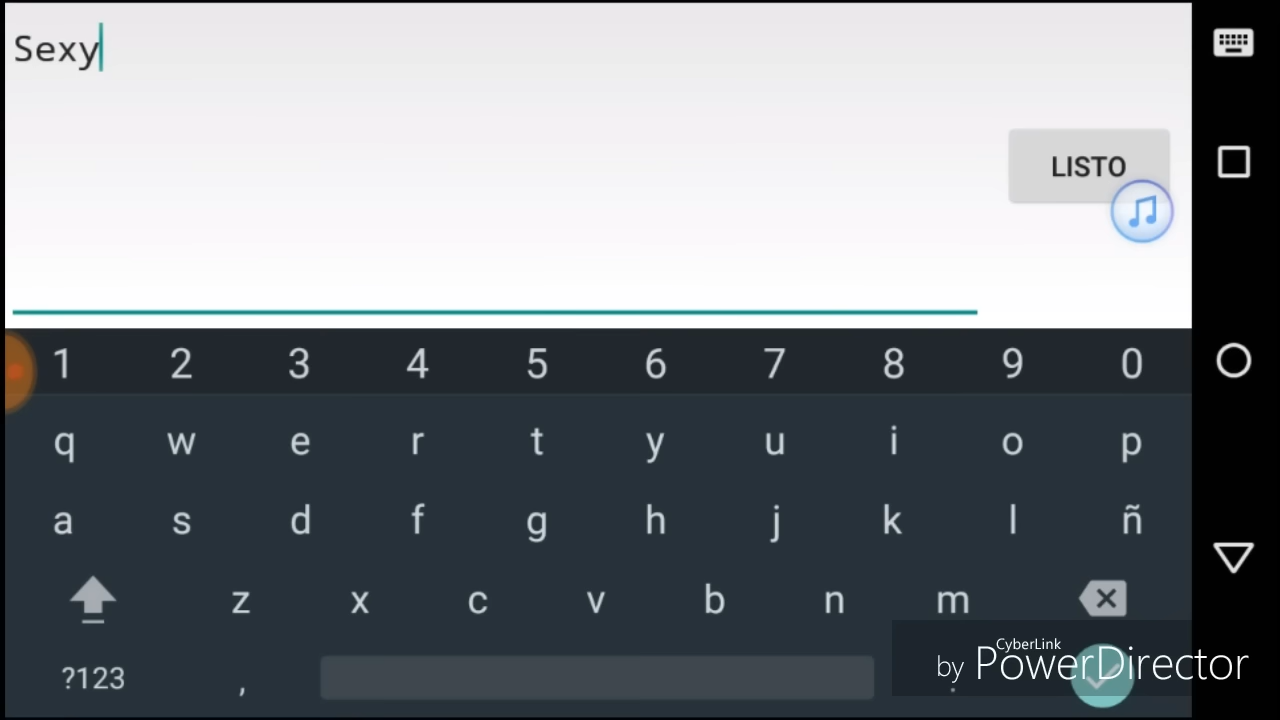 Sexy
LISTO
1 2 3 4 5 6 7 8 9 0
q w e r t y u i o p
a s d f g h j k l ñ
z x c v b n m
?123 , .
CyberLink
by PowerDirector